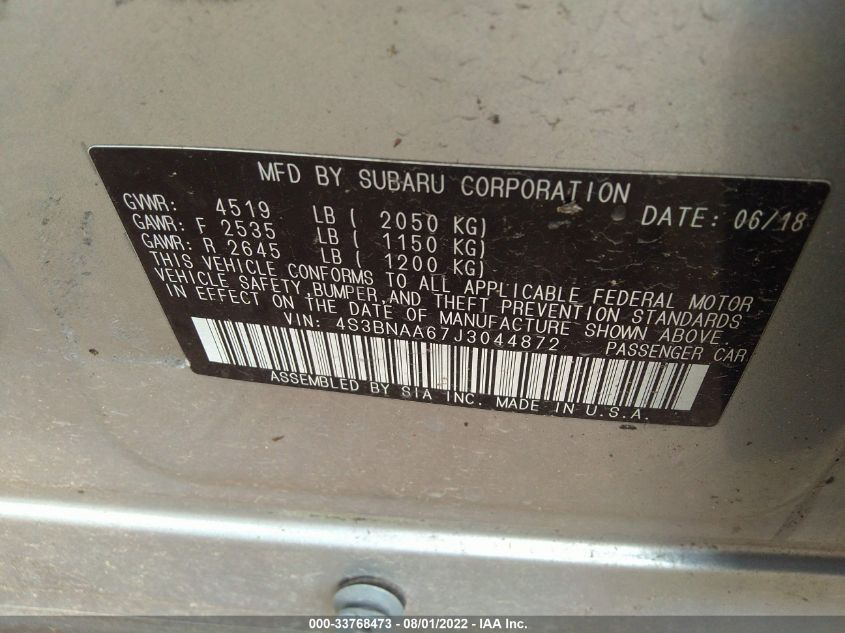 MFD BY SUBARU CORPORATION
GVWR: 4519 LB ( 2050 KG) DATE: 06/18
GAWR: F 2535 LB ( 1150 KG)
GAWR: R 2645 LB ( 1200 KG)
THIS VEHICLE CONFORMS TO ALL APPLICABLE FEDERAL MOTOR
VEHICLE SAFETY, BUMPER, AND THEFT PREVENTION STANDARDS
IN EFFECT ON THE DATE OF MANUFACTURE SHOWN ABOVE.
VIN: 4S3BNAA67J3044872 PASSENGER CAR
ASSEMBLED BY SIA INC. MADE IN U.S.A.
000-33768473 - 08/01/2022 - IAA Inc.